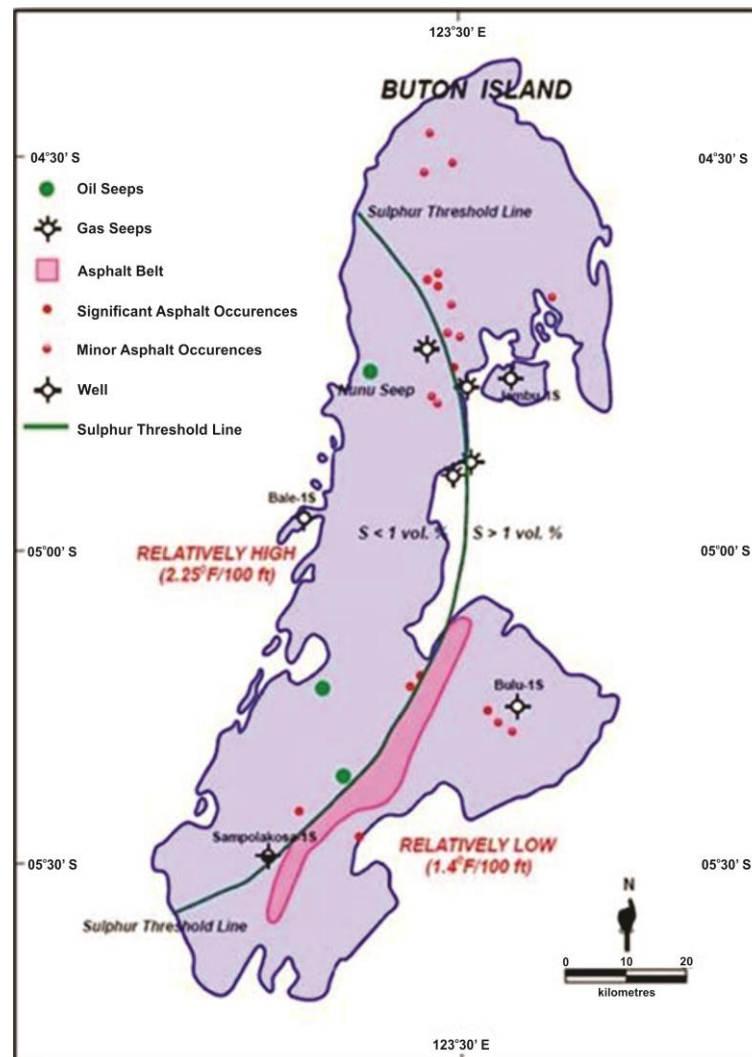 123°30’ E
BUTON ISLAND
04°30’ S
04°30’ S
Oil Seeps
Gas Seeps
Asphalt Belt
Significant Asphalt Occurences
Minor Asphalt Occurences
Well
Sulphur Threshold Line
Sulphur Threshold Line
Nunu Seep
Jambu-1S
Bale-1S
S < 1 vol. %
S > 1 vol. %
05°00’ S
05°00’ S
RELATIVELY HIGH
(2.25°F/100 ft)
Bulu-1S
Sampolakosa-1S
RELATIVELY LOW
(1.4°F/100 ft)
05°30’ S
05°30’ S
Sulphur Threshold Line
N
0 10 20
kilometres
123°30’ E